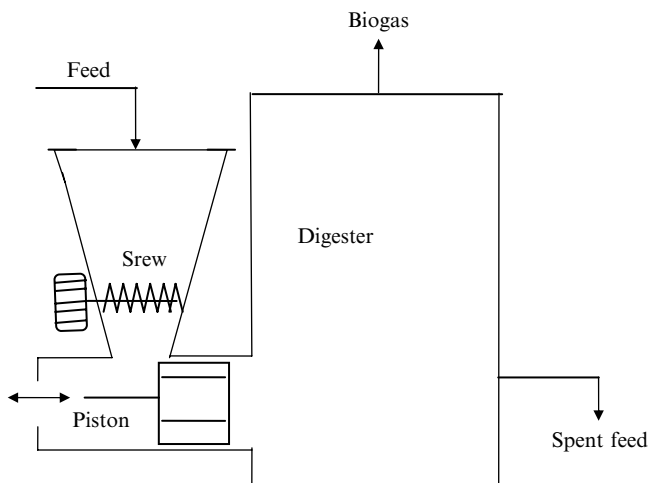 Biogas
Feed
Digester
Srew
Piston
Spent feed